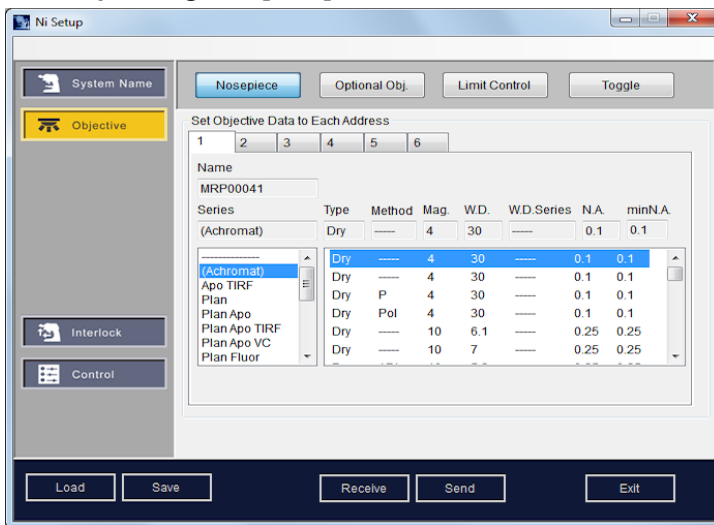 Ni Setup
System Name
Objective
Interlock
Control
Nosepiece
Optional Obj.
Limit Control
Toggle
Set Objective Data to Each Address
1 2 3 4 5 6
Name
MRP00041
Series Type Method Mag. W.D. W.D.Series N.A. minN.A.
(Achromat) Dry ----- 4 30 ----- 0.1 0.1
-------------
(Achromat)
Apo TIRF
Plan
Plan Apo
Plan Apo TIRF
Plan Apo VC
Plan Fluor
Dry ----- 4 30 ----- 0.1 0.1
Dry ----- 4 30 ----- 0.1 0.1
Dry P 4 30 ----- 0.1 0.1
Dry Pol 4 30 ----- 0.1 0.1
Dry ----- 10 6.1 ----- 0.25 0.25
Dry ----- 10 7 ----- 0.25 0.25
Load
Save
Receive
Send
Exit